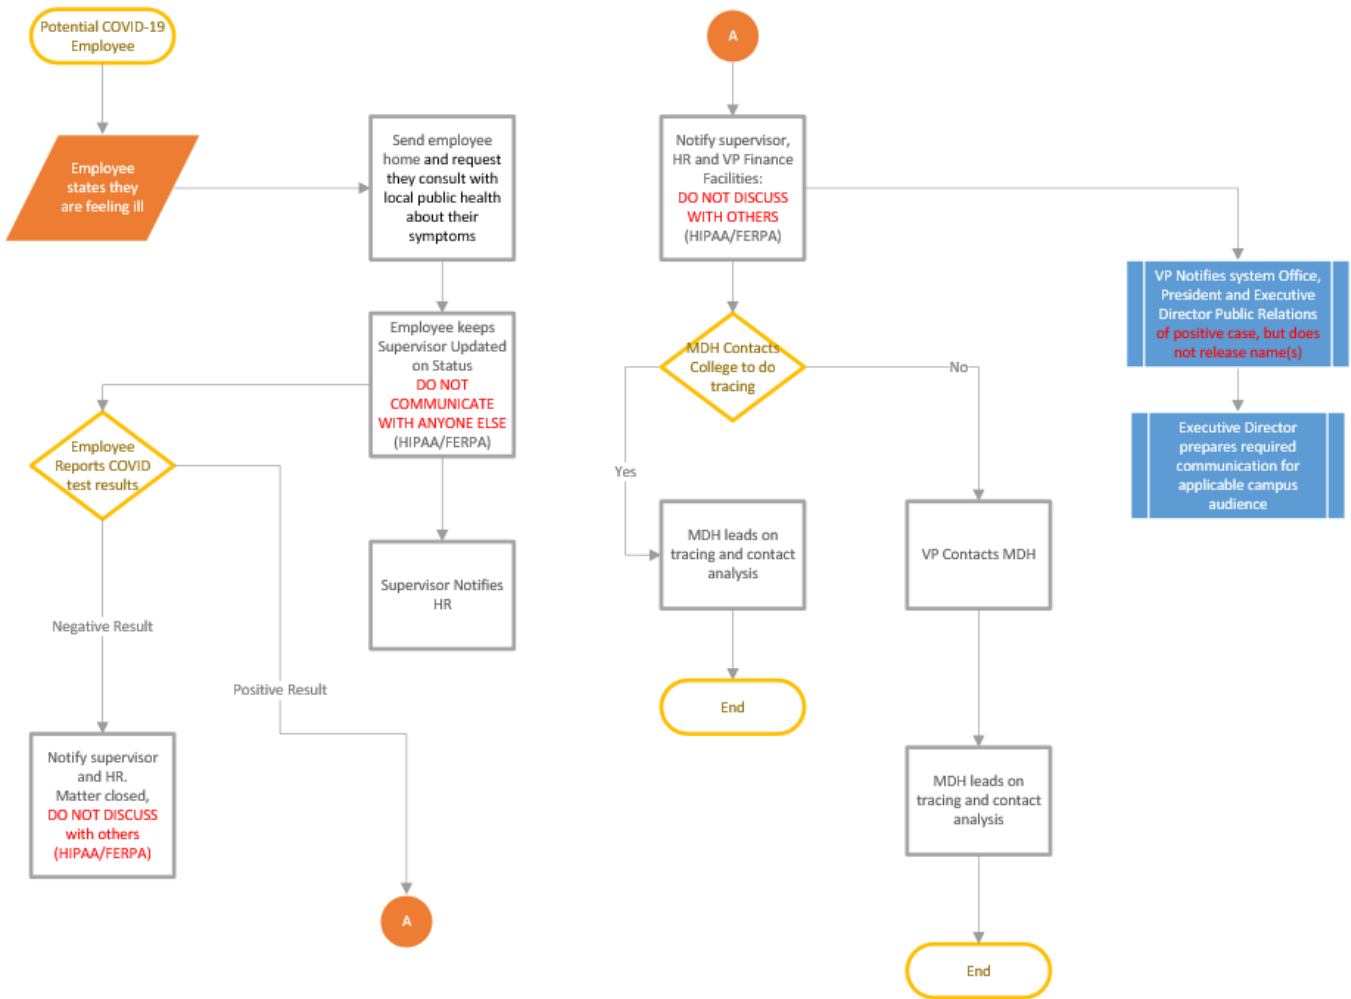 Potential COVID-19
Employee
Employee
states they
are feeling ill
Send employee
home and request
they consult with
local public health
about their
symptoms
Employee keeps
Supervisor Updated
on Status
DO NOT
COMMUNICATE
WITH ANYONE ELSE
(HIPAA/FERPA)
Supervisor Notifies
HR
Employee
Reports COVID
test results
Negative Result
Positive Result
Notify supervisor
and HR.
Matter closed,
DO NOT DISCUSS
with others
(HIPAA/FERPA)
A
A
Notify supervisor,
HR and VP Finance
Facilities:
DO NOT DISCUSS
WITH OTHERS
(HIPAA/FERPA)
MDH Contacts
College to do
tracing
Yes
No
MDH leads on
tracing and contact
analysis
End
VP Contacts MDH
MDH leads on
tracing and contact
analysis
End
VP Notifies system Office,
President and Executive
Director Public Relations
of positive case, but does
not release name(s)
Executive Director
prepares required
communication for
applicable campus
audience